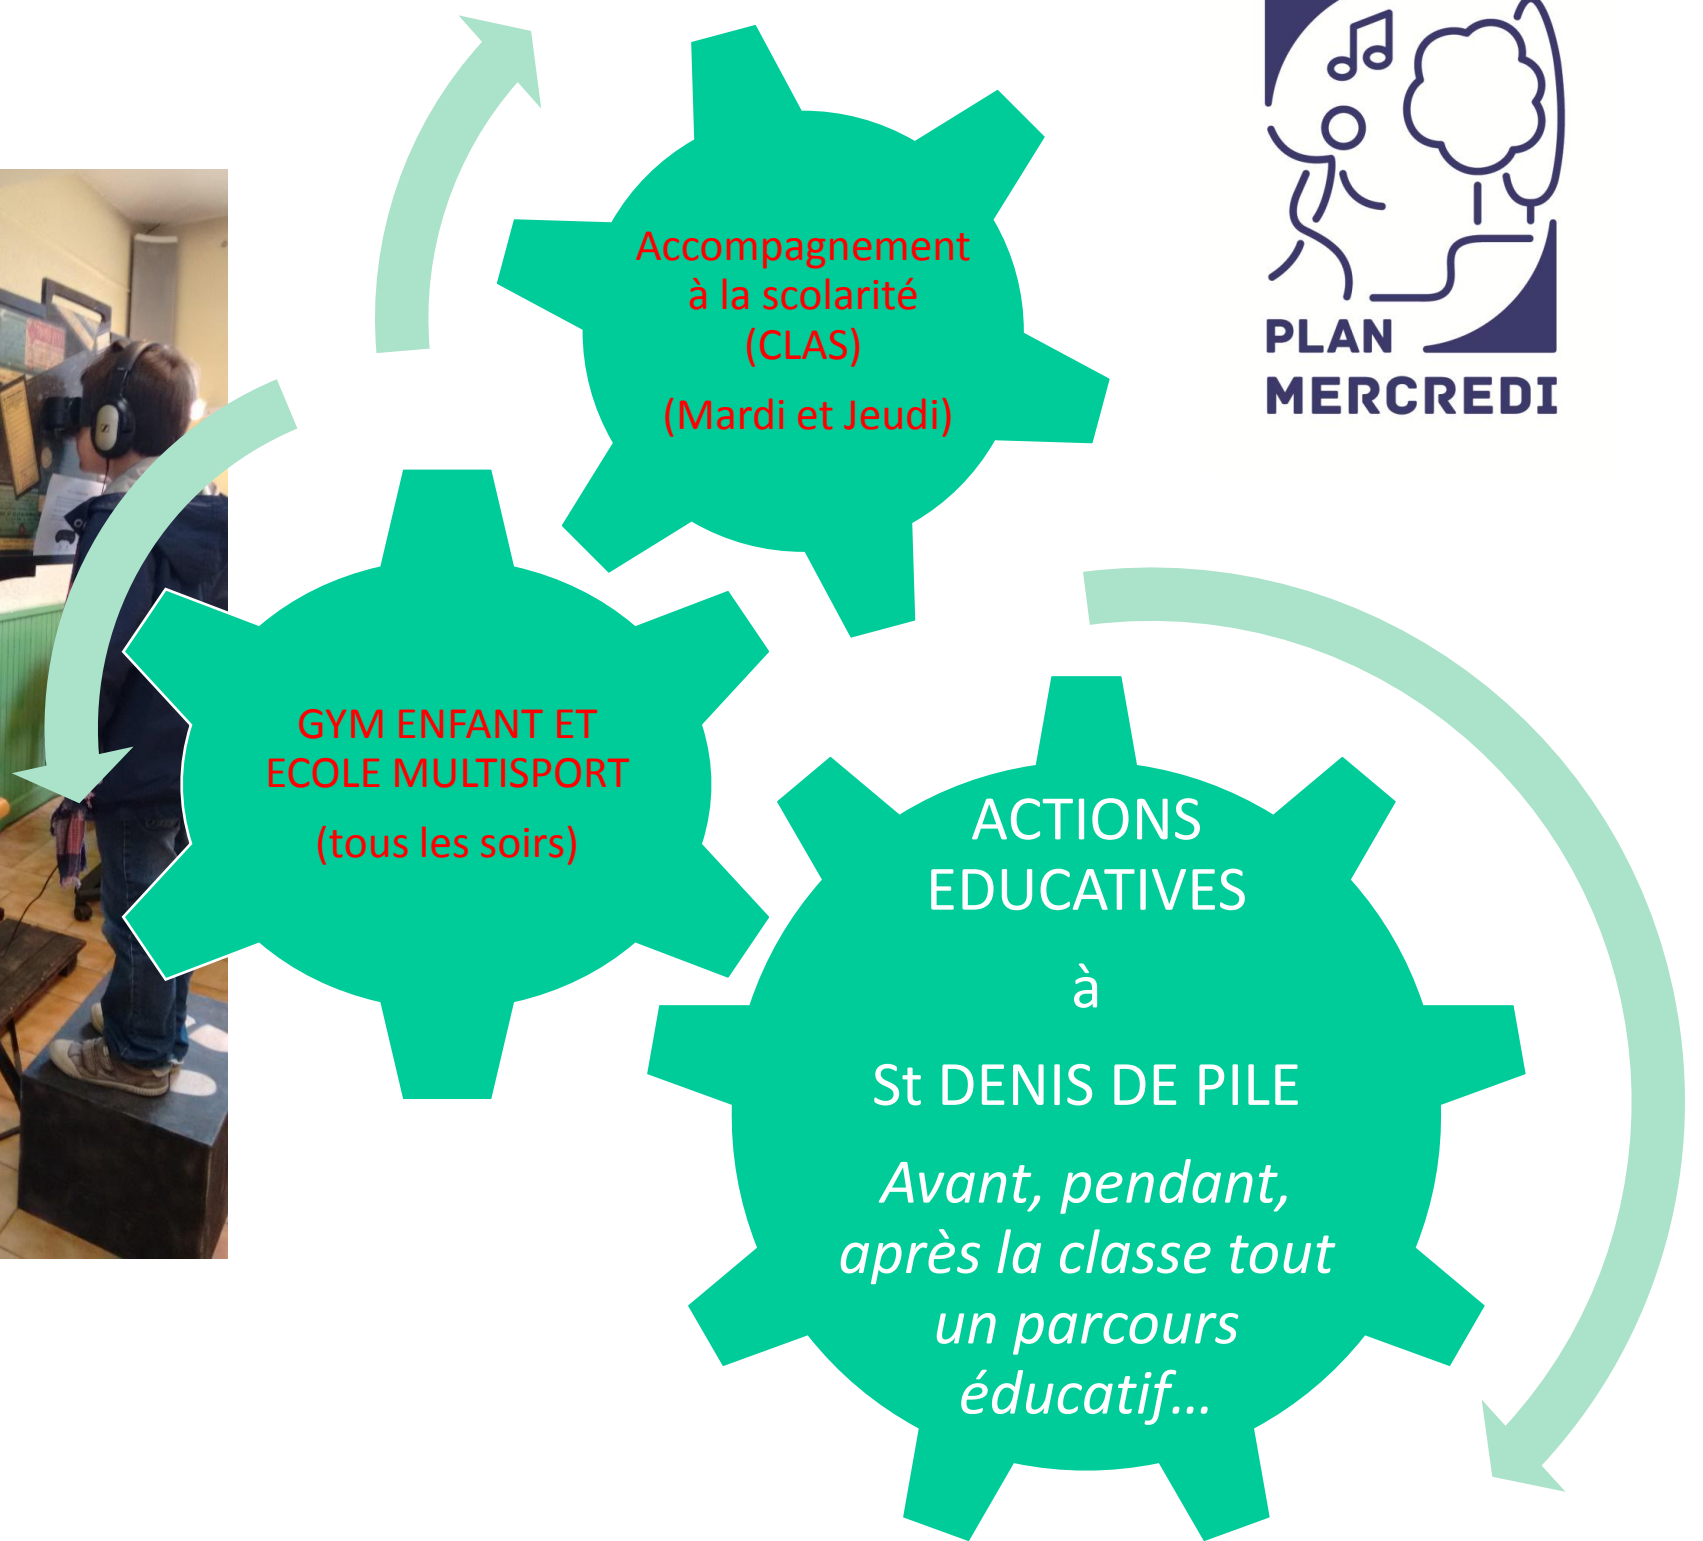 PLAN
MERCREDI
Accompagnement
à la scolarité
(CLAS)
(Mardi et Jeudi)
GYM ENFANT ET
ECOLE MULTISPORT
(tous les soirs)
ACTIONS
EDUCATIVES
à
St DENIS DE PILE
Avant, pendant,
après la classe tout
un parcours
éducatif...